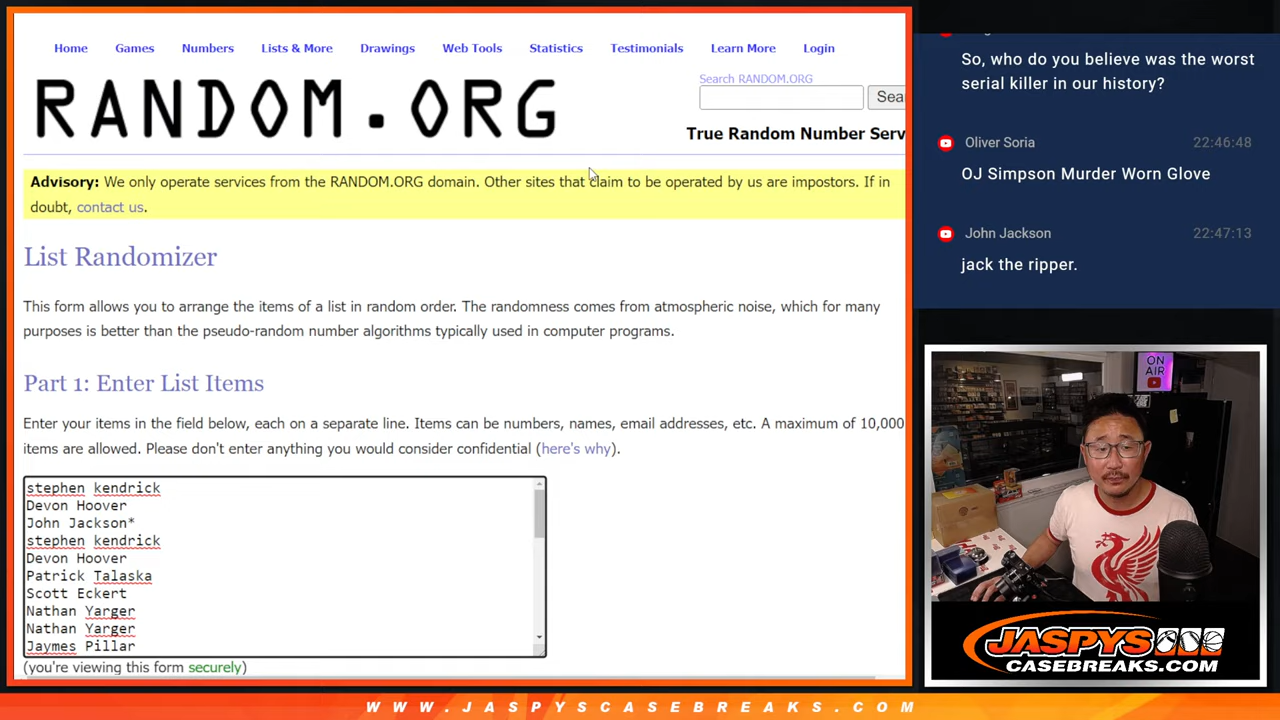 Home Games Numbers Lists & More Drawings Web Tools Statistics Testimonials Learn More Login
RANDOM.ORG
Search RANDOM.ORG
Sea
True Random Number Serv
Advisory: We only operate services from the RANDOM.ORG domain. Other sites that claim to be operated by us are impostors. If in
doubt, contact us.
List Randomizer
This form allows you to arrange the items of a list in random order. The randomness comes from atmospheric noise, which for many
purposes is better than the pseudo-random number algorithms typically used in computer programs.
Part 1: Enter List Items
Enter your items in the field below, each on a separate line. Items can be numbers, names, email addresses, etc. A maximum of 10,000
items are allowed. Please don't enter anything you would consider confidential (here's why).
stephen kendrick
Devon Hoover
John Jackson*
stephen kendrick
Devon Hoover
Patrick Talaska
Scott Eckert
Nathan Yarger
Nathan Yarger
Jaymes Pillar
(you're viewing this form securely)
So, who do you believe was the worst
serial killer in our history?
Oliver Soria 22:46:48
OJ Simpson Murder Worn Glove
John Jackson 22:47:13
jack the ripper.
ON
AIR
JASPYS
CASEBREAKS.COM
WWW.JASPYSCASEBREAKS.COM